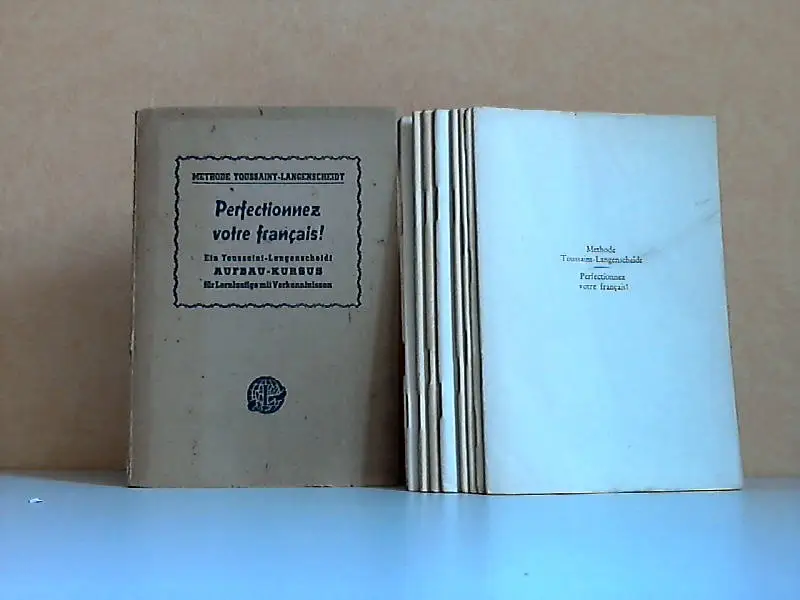 METHODE TOUSSAINT-LANGENSCHEIDT
Perfectionnez
votre français!
Ein Toussaint-Langenscheidt
AUFBAU-KURSUS
für Lernlustige mit Vorkenntnissen
Methode
Toussaint-Langenscheidt
Perfectionnez
votre français!